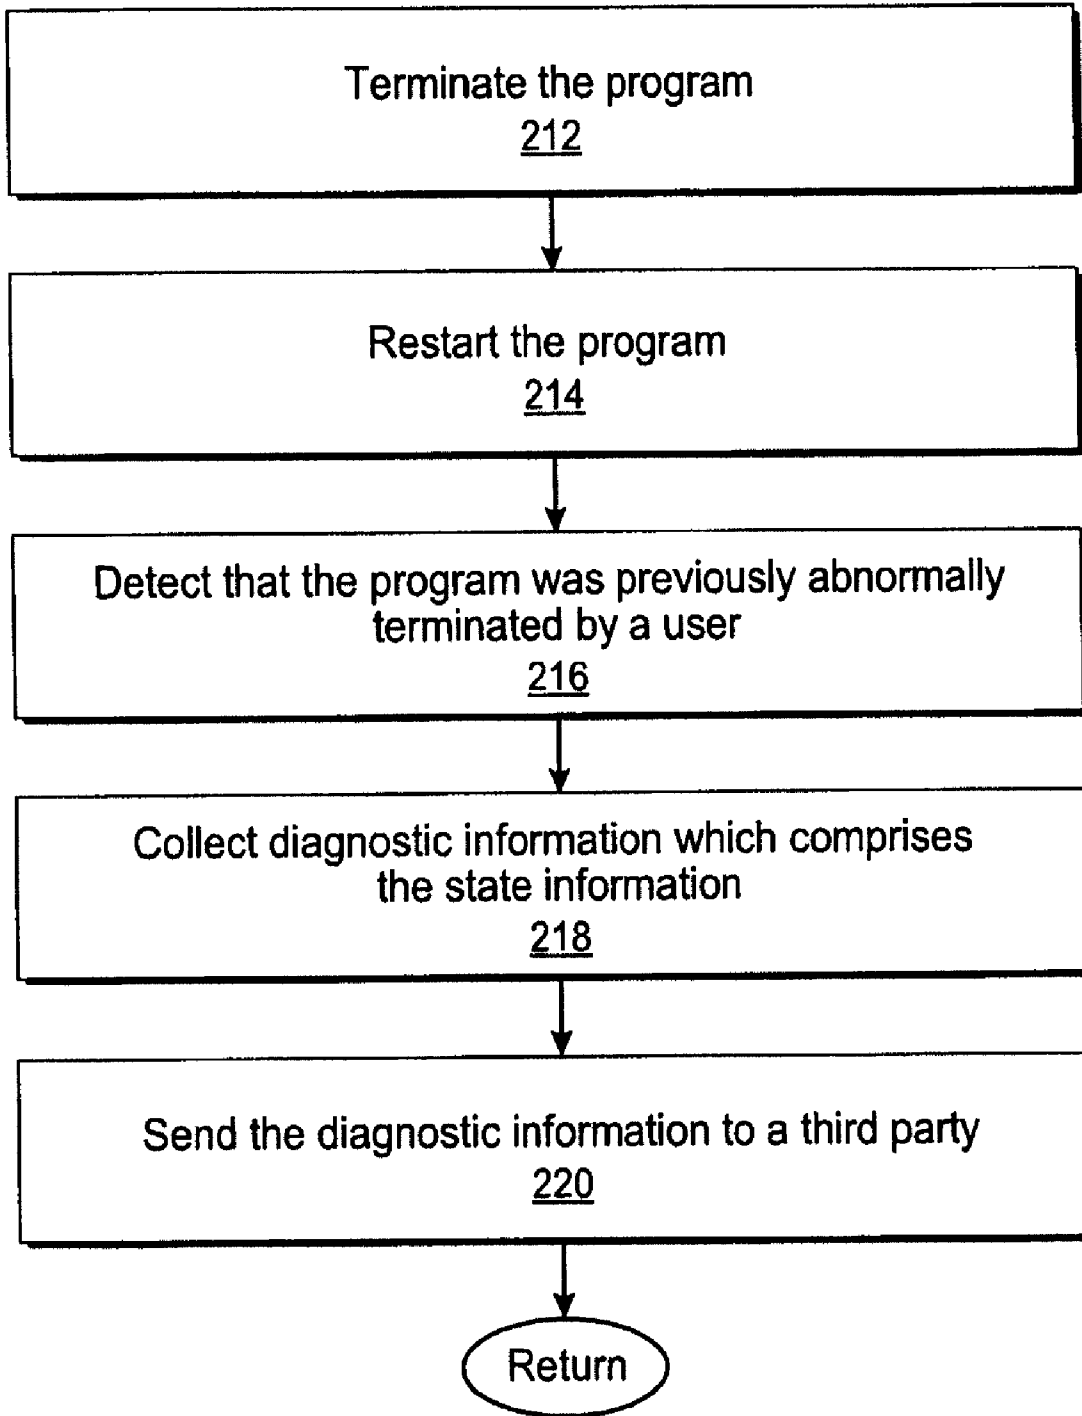 Terminate the program
212
Restart the program
214
Detect that the program was previously abnormally
terminated by a user
216
Collect diagnostic information which comprises
the state information
218
Send the diagnostic information to a third party
220
Return